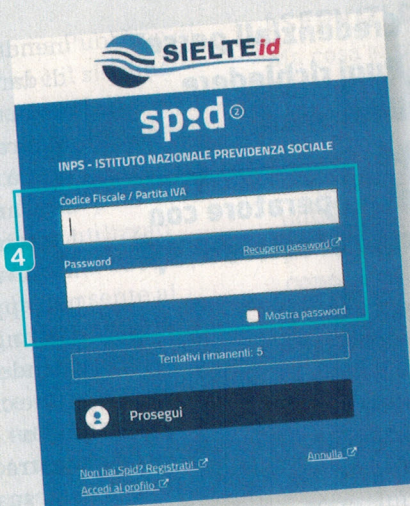 SIELTEid
spid 2
INPS - ISTITUTO NAZIONALE PREVIDENZA SOCIALE
Codice Fiscale / Partita IVA
4
Recupero password
Password
Mostra password
Tentativi rimanenti: 5
Prosegui
Non hai Spid? Registrati!
Annulla
Accedi al profilo